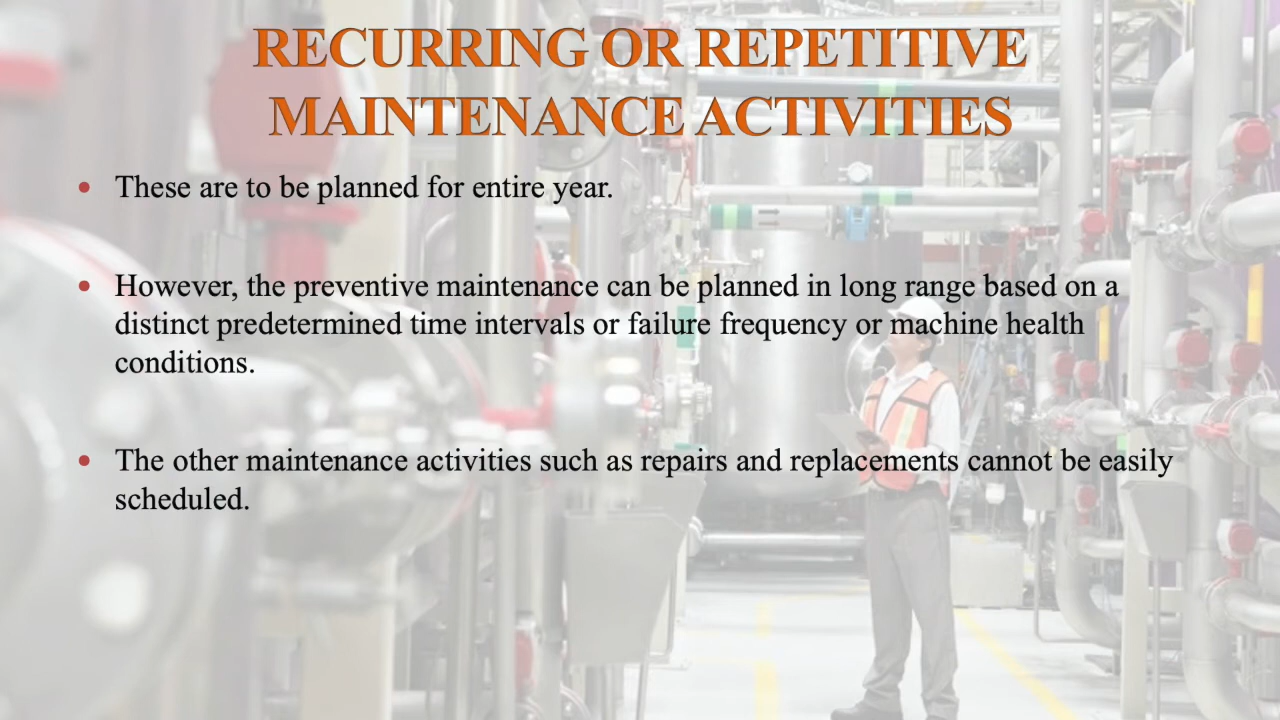 RECURRING OR REPETITIVE
MAINTENANCE ACTIVITIES
• These are to be planned for entire year.
• However, the preventive maintenance can be planned in long range based on a
distinct predetermined time intervals or failure frequency or machine health
conditions.
• The other maintenance activities such as repairs and replacements cannot be easily
scheduled.